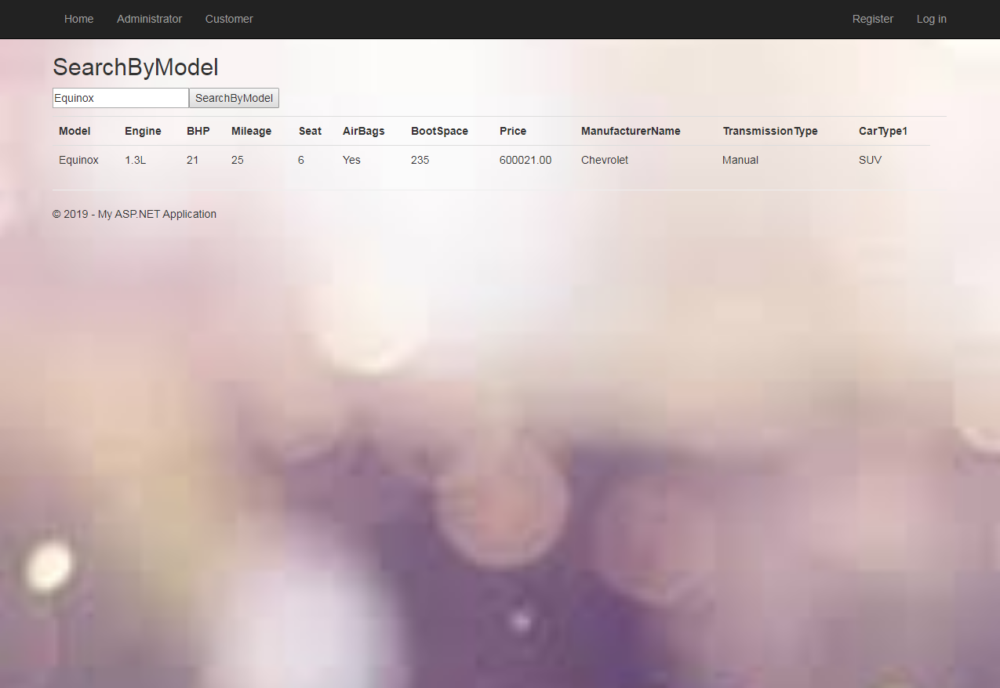 Home Administrator Customer Register Log in
SearchByModel
Equinox SearchByModel
Model Engine BHP Mileage Seat AirBags BootSpace Price ManufacturerName TransmissionType CarType1
Equinox 1.3L 21 25 6 Yes 235 600021.00 Chevrolet Manual SUV
© 2019 - My ASP.NET Application